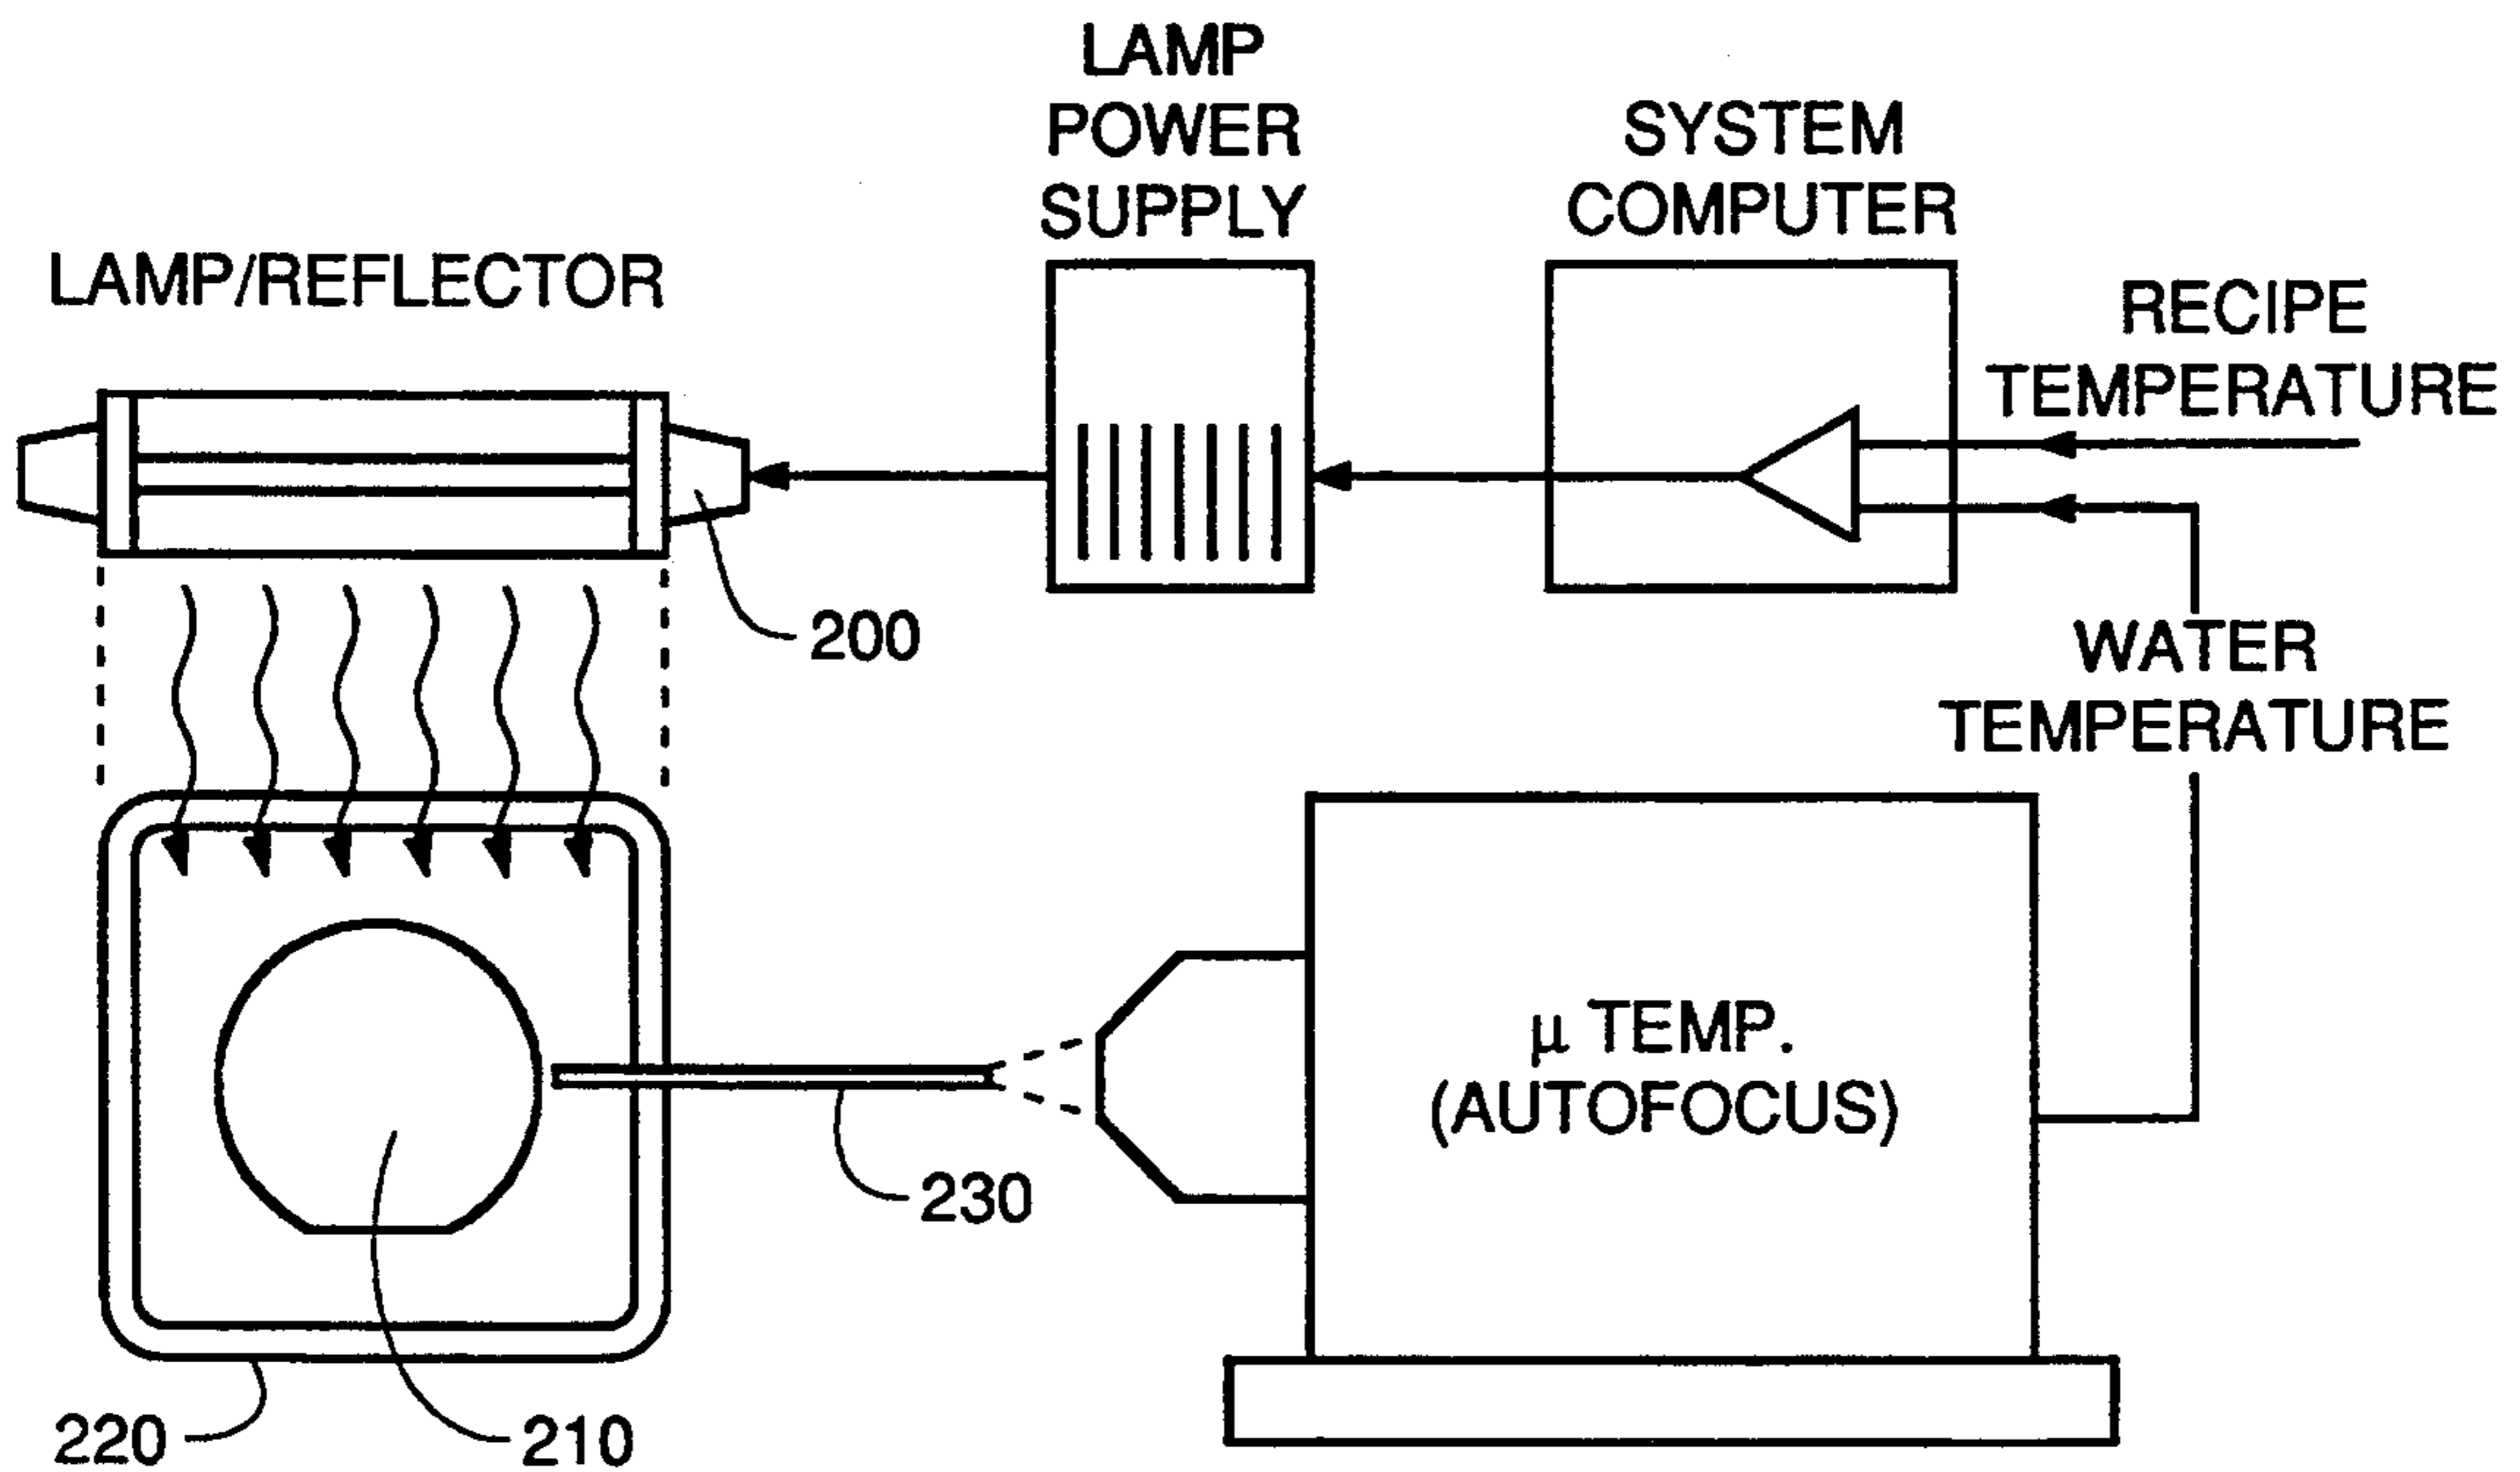 LAMP
POWER
SUPPLY
SYSTEM
COMPUTER
LAMP/REFLECTOR
RECIPE
TEMPERATURE
200
WATER
TEMPERATURE
μ TEMP.
(AUTOFOCUS)
230
220
210